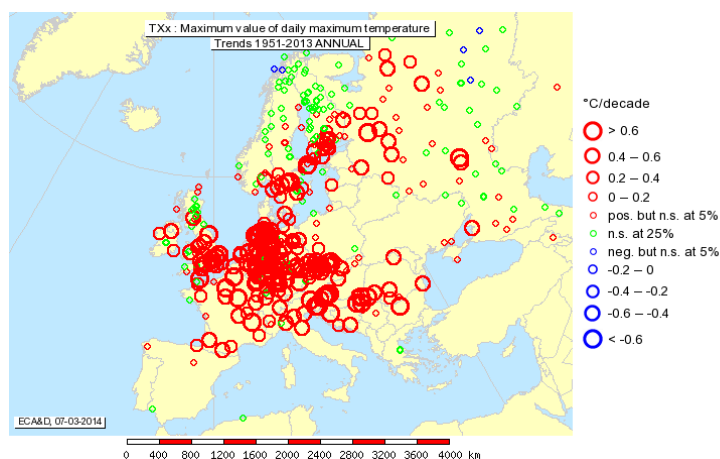 TXx : Maximum value of daily maximum temperature
Trends 1951-2013 ANNUAL
°C/decade
> 0.6
0.4 – 0.6
0.2 – 0.4
0 – 0.2
pos. but n.s. at 5%
n.s. at 25%
neg. but n.s. at 5%
-0.2 – 0
-0.4 – -0.2
-0.6 – -0.4
< -0.6
ECA&D, 07-03-2014
0 400 800 1200 1600 2000 2400 2800 3200 3600 4000 km